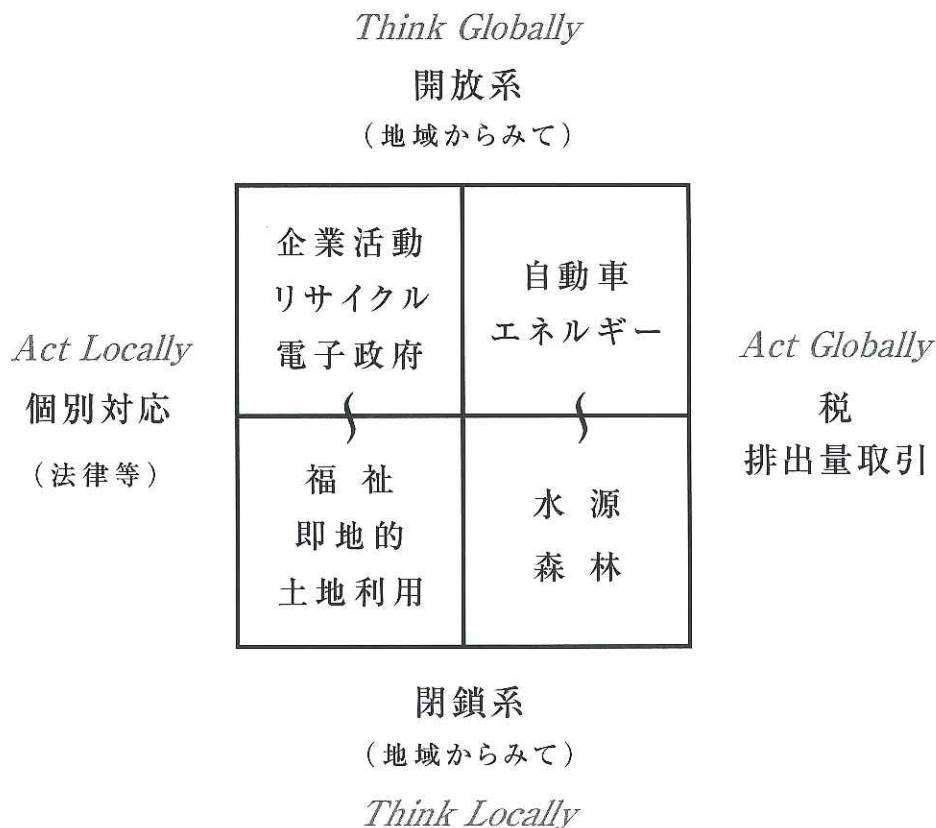 Think Globally
開放系
（地域からみて）
企業活動
リサイクル
電子政府
自動車
エネルギー
Act Locally
個別対応
（法律等）
Act Globally
税
排出量取引
福祉
即地的
土地利用
水源
森林
閉鎖系
（地域からみて）
Think Locally